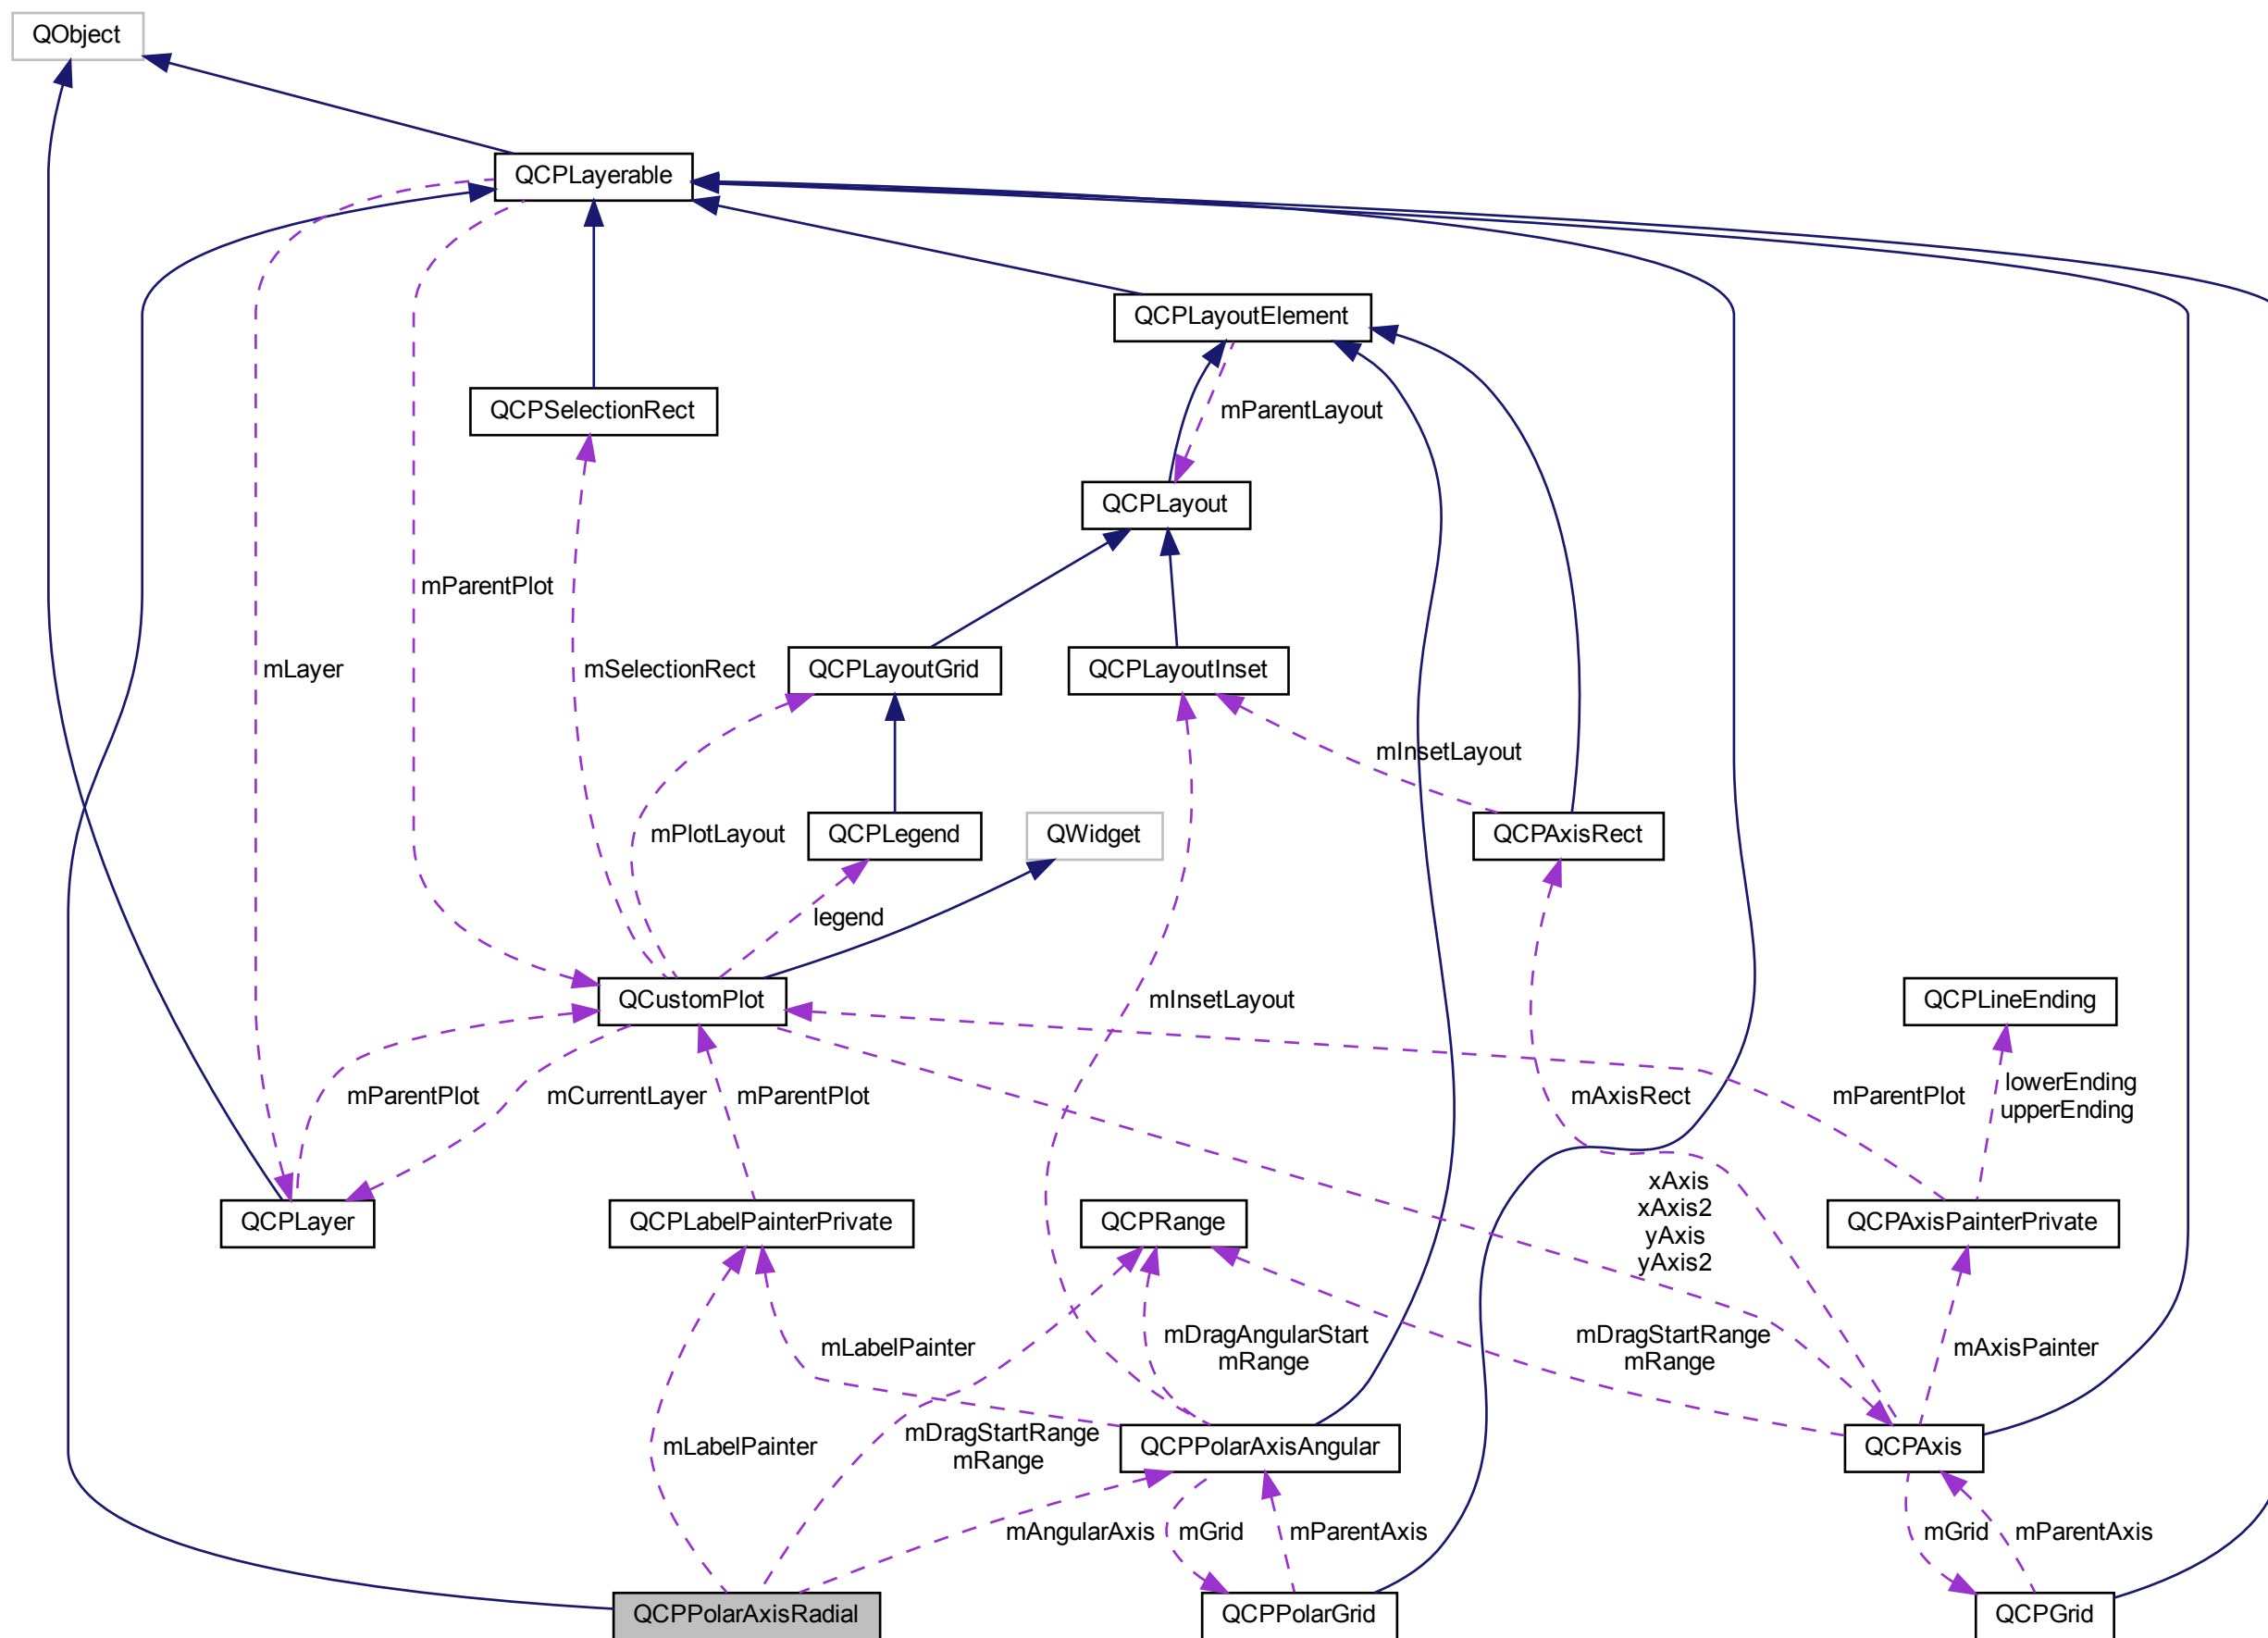 QObject
QCPLayerable
QCPLayoutElement
QCPSelectionRect
mParentLayout
QCPLayout
mParentPlot
mLayer
mSelectionRect
QCPLayoutGrid
QCPLayoutInset
mInsetLayout
mPlotLayout
QCPLegend
QWidget
QCPAxisRect
legend
QCustomPlot
mInsetLayout
QCPLineEnding
mParentPlot
mCurrentLayer
mParentPlot
mAxisRect
mParentPlot
lowerEnding
upperEnding
xAxis
xAxis2
yAxis
yAxis2
QCPLayer
QCPLabelPainterPrivate
QCPRange
QCPAxisPainterPrivate
mLabelPainter
mDragAngularStart
mRange
mDragStartRange
mRange
mAxisPainter
mLabelPainter
mDragStartRange
mRange
QCPPolarAxisAngular
QCPAxis
mAngularAxis
mGrid
mParentAxis
mGrid
mParentAxis
QCPPolarAxisRadial
QCPPolarGrid
QCPGrid